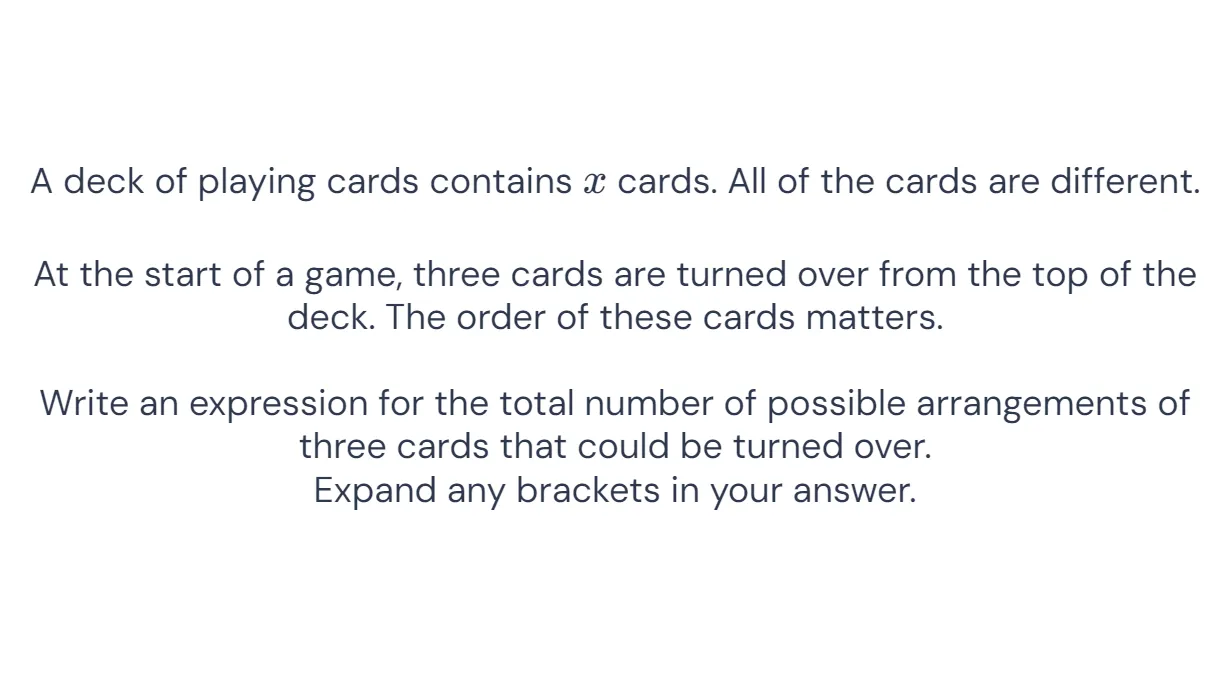 A deck of playing cards contains x cards. All of the cards are different.
At the start of a game, three cards are turned over from the top of the
deck. The order of these cards matters.
Write an expression for the total number of possible arrangements of
three cards that could be turned over.
Expand any brackets in your answer.